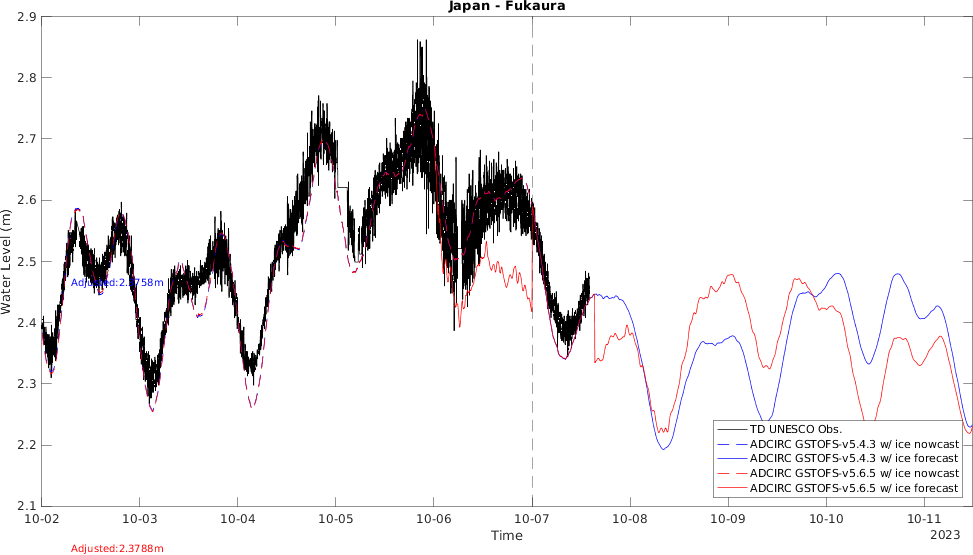 Japan - Fukaura
Water Level (m)
2.9
2.8
2.7
2.6
2.5
2.4
2.3
2.2
2.1
Adjusted:2.3758m
TD UNESCO Obs.
ADCIRC GSTOFS-v5.4.3 w/ ice nowcast
ADCIRC GSTOFS-v5.4.3 w/ ice forecast
ADCIRC GSTOFS-v5.6.5 w/ ice nowcast
ADCIRC GSTOFS-v5.6.5 w/ ice forecast
10-02 10-03 10-04 10-05 10-06 10-07 10-08 10-09 10-10 10-11
Time
2023
Adjusted:2.3788m